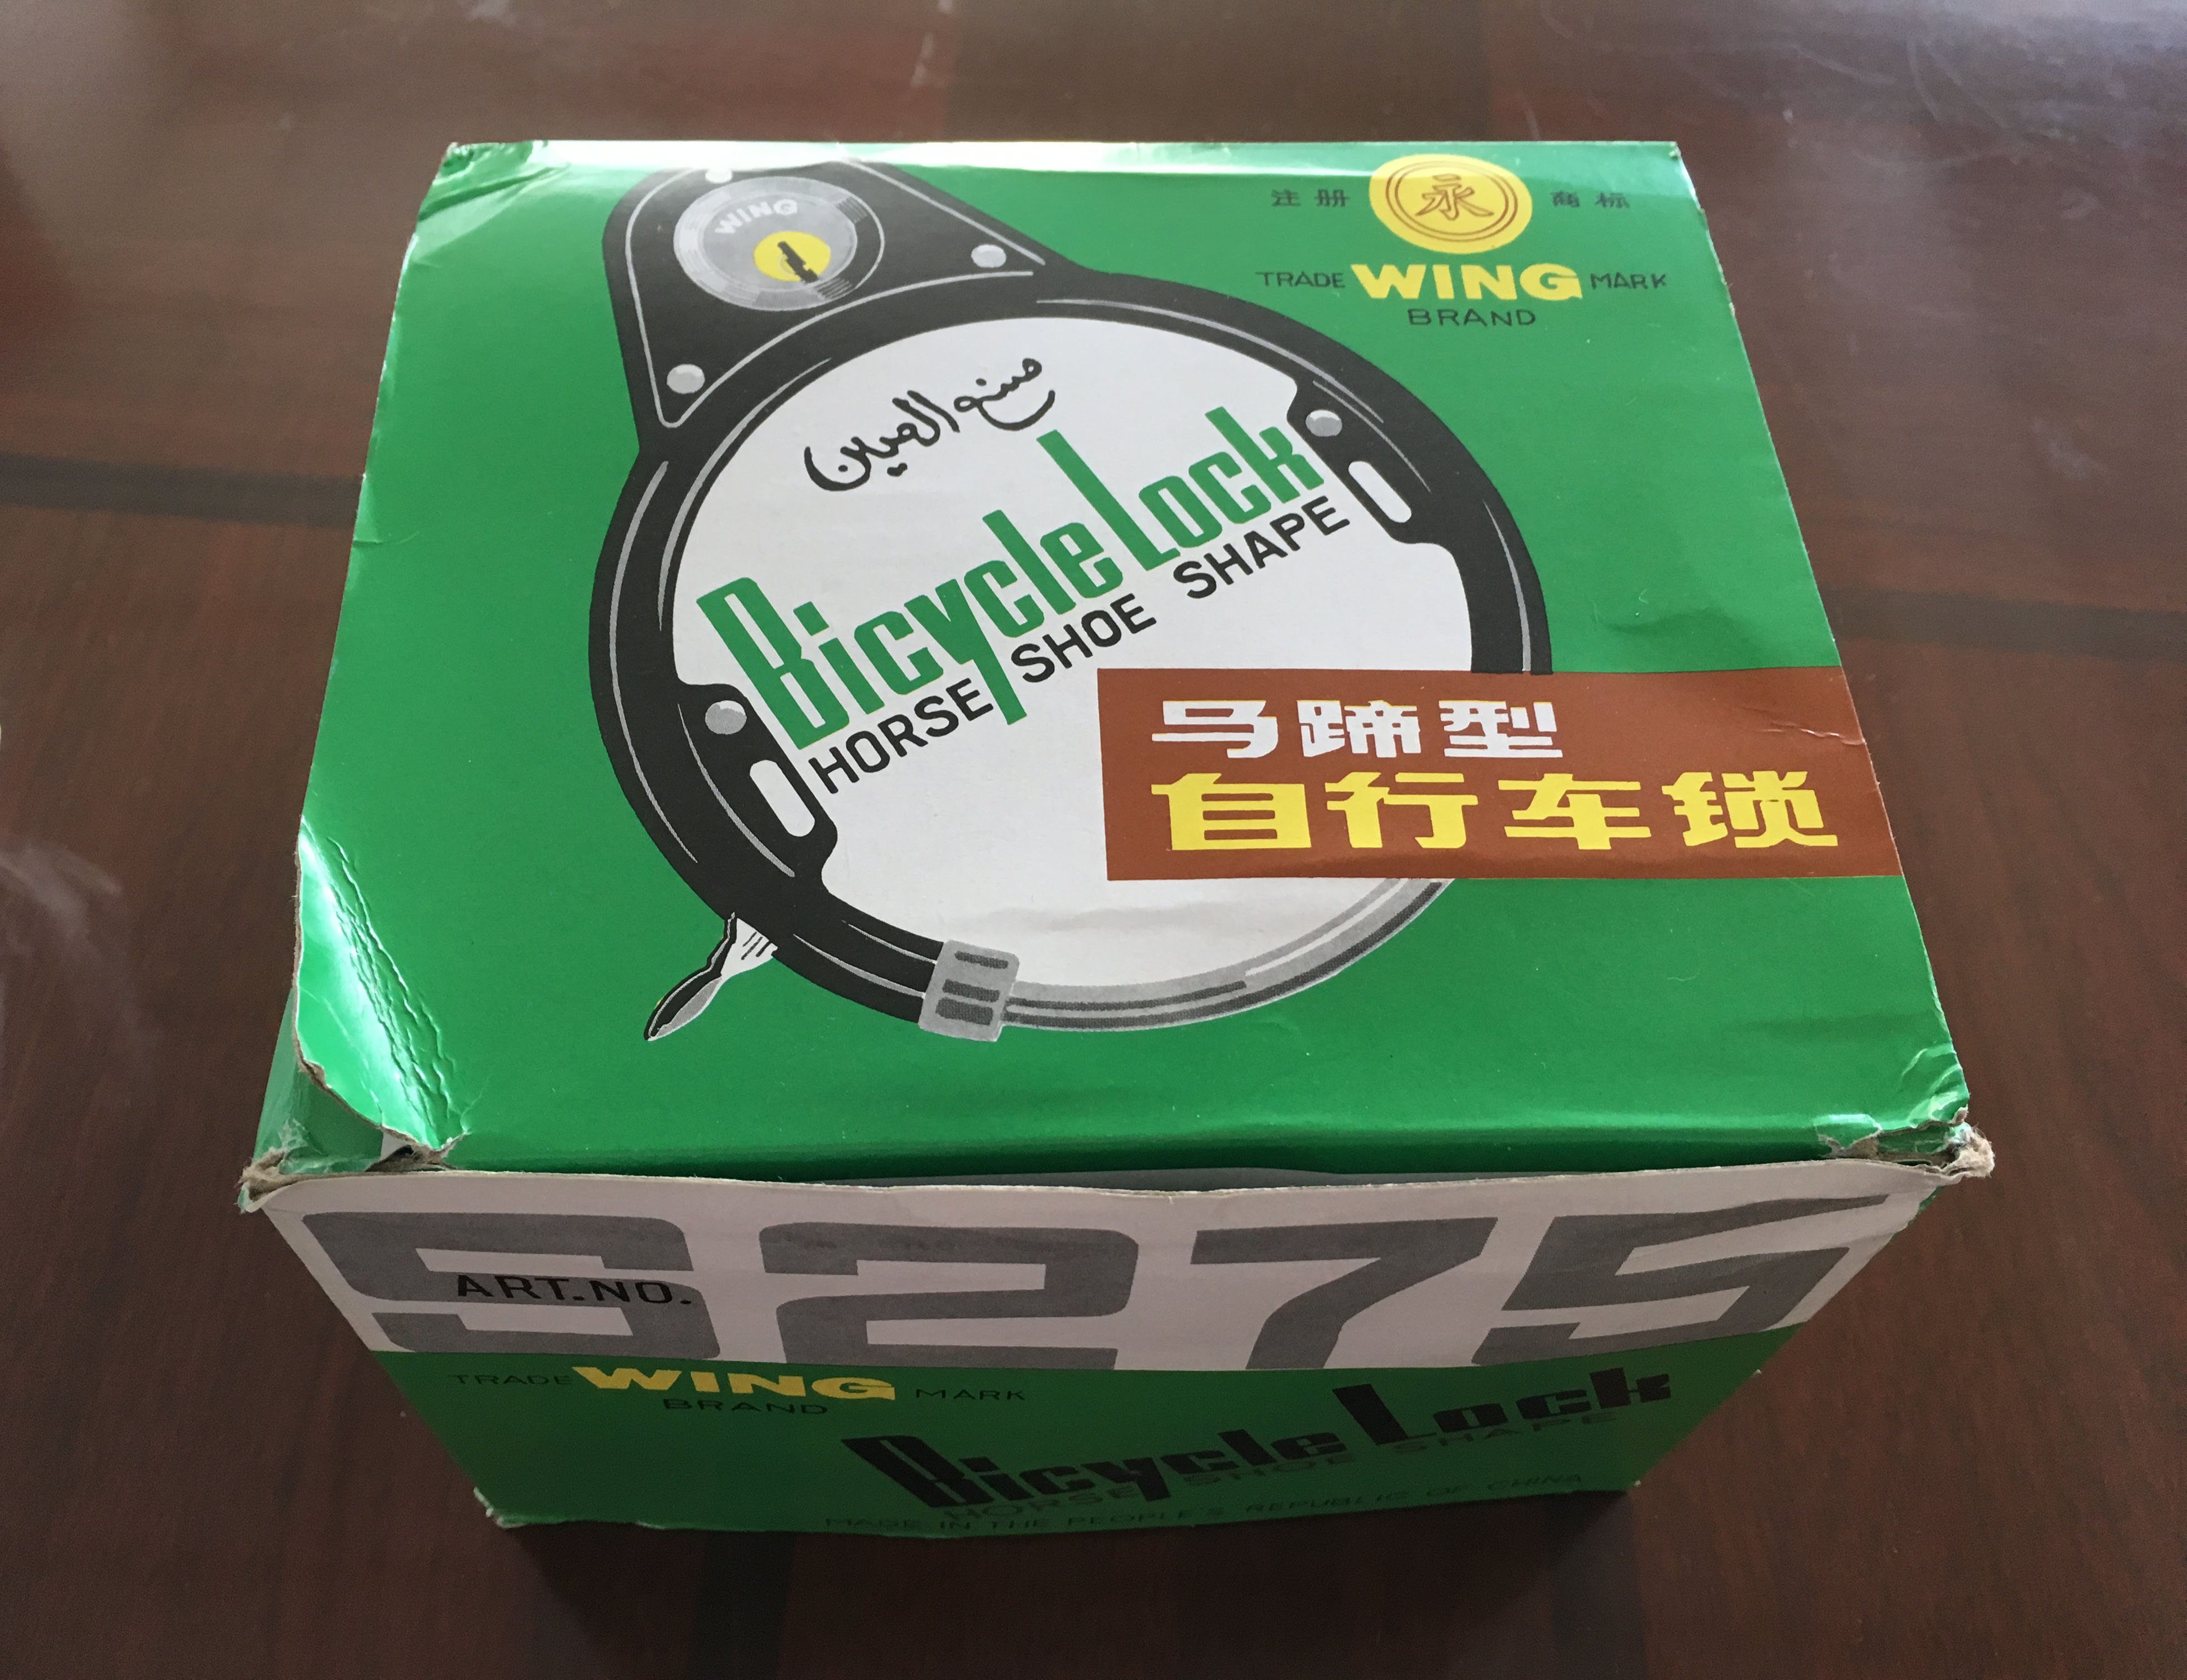 WING
注册 永 商标
TRADE WING MARK
BRAND
صنع الصين
Bicycle Lock
HORSE SHOE SHAPE
马蹄型
自行车锁
S275
ART.NO.
TRADE WING MARK
BRAND
Bicycle Lock
HORSE SHOE SHAPE
MADE IN THE PEOPLE'S REPUBLIC OF CHINA